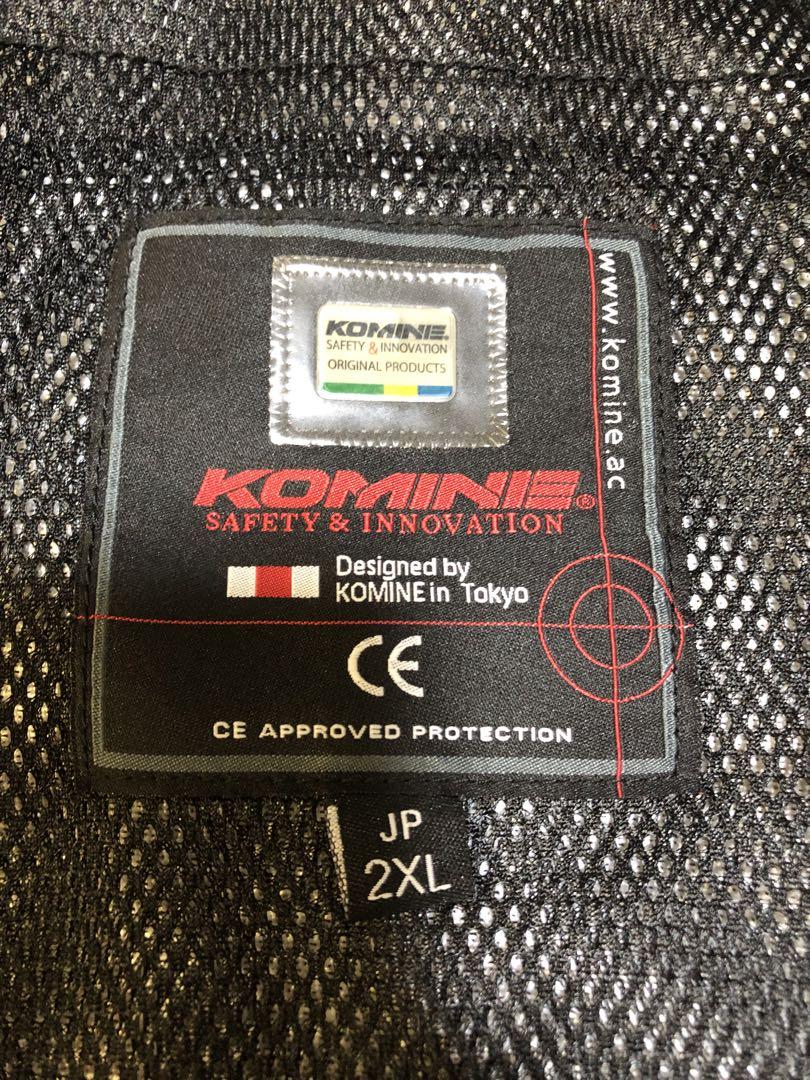 KOMINE.
SAFETY & INNOVATION
ORIGINAL PRODUCTS
www.komine.ac
KOMINE®
SAFETY & INNOVATION
Designed by
KOMINE in Tokyo
CE
CE APPROVED PROTECTION
JP
2XL